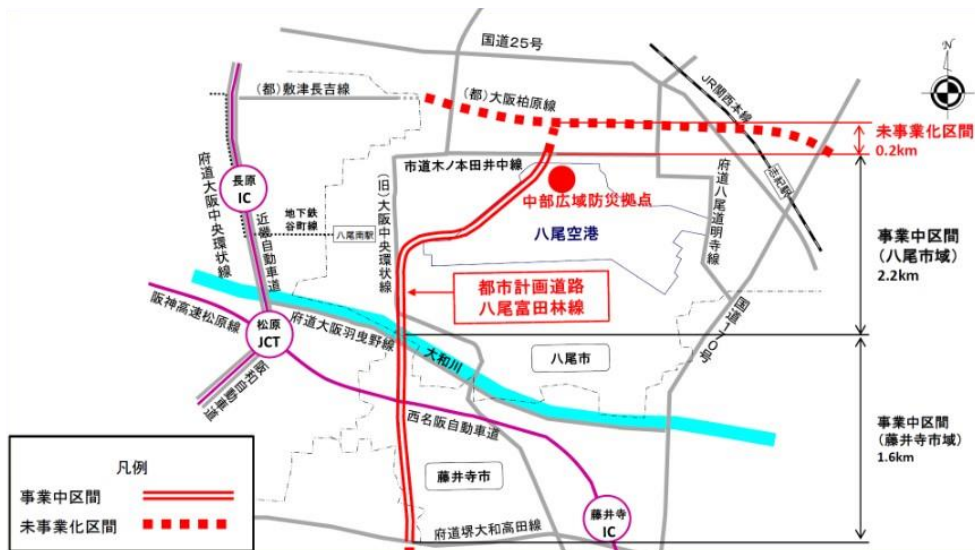 国道25号
N
JR関西本線
(都)敷津長吉線
(都)大阪柏原線
未事業化区間
0.2km
市道木ノ本田井中線
志紀駅
府道大阪中央環状線
長原
IC
(旧)大阪中央環状線
中部広域防災拠点
府道八尾道明寺線
地下鉄
谷町線
八尾南駅
近畿自動車道
八尾空港
事業中区間
(八尾市域)
2.2km
都市計画道路
八尾富田林線
阪神高速松原線
松原
JCT
府道大阪羽曳野線
国道170号
大和川
八尾市
阪和自動車道
西名阪自動車道
事業中区間
(藤井寺市域)
1.6km
凡例
事業中区間
未事業化区間
藤井寺市
藤井寺
IC
府道堺大和高田線